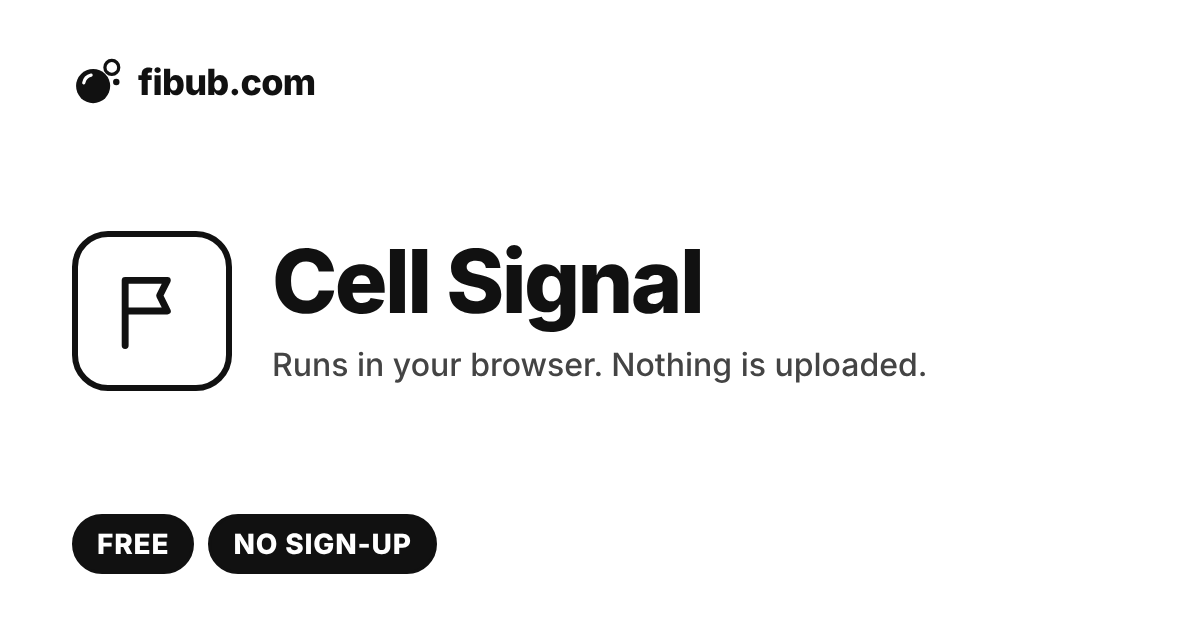 fibub.com
Cell Signal
Runs in your browser. Nothing is uploaded.
FREE
NO SIGN-UP